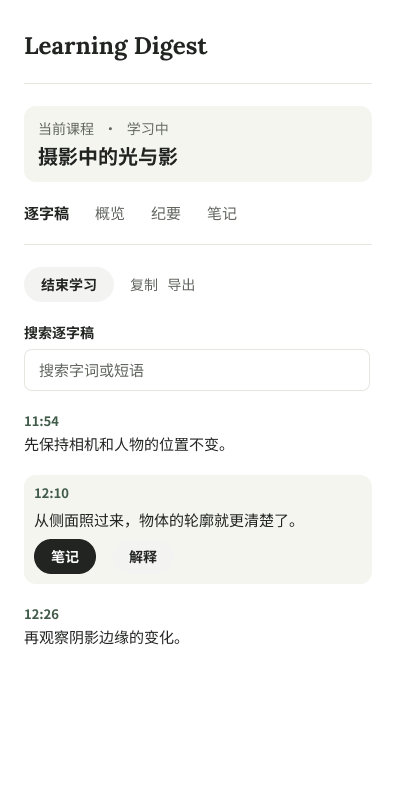 Learning Digest
当前课程 · 学习中
摄影中的光与影
逐字稿 概览 纪要 笔记
结束学习 复制 导出
搜索逐字稿
搜索字词或短语
11:54
先保持相机和人物的位置不变。
12:10
从侧面照过来，物体的轮廓就更清楚了。
笔记 解释
12:26
再观察阴影边缘的变化。